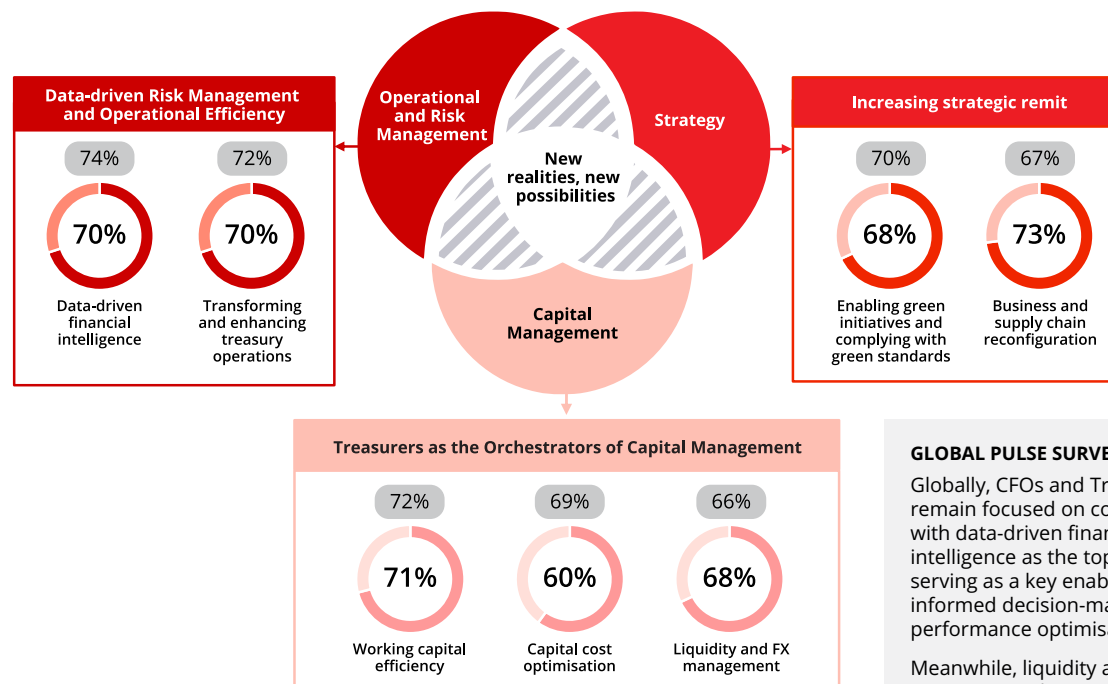 Operational
and Risk
Management
Strategy
New
realities, new
possibilities
Capital
Management
Data-driven Risk Management
and Operational Efficiency
74%
72%
70%
70%
Data-driven
financial
intelligence
Transforming
and enhancing
treasury
operations
Increasing strategic remit
70%
67%
68%
73%
Enabling green
initiatives and
complying with
green standards
Business and
supply chain
reconfiguration
Treasurers as the Orchestrators of Capital Management
72%
69%
66%
71%
60%
68%
Working capital
efficiency
Capital cost
optimisation
Liquidity and FX
management
GLOBAL PULSE
Globally, CFOs and
remain focused on
with data-driven
intelligence as the
serving as a key
informed
performance
Meanwhile, liquidity